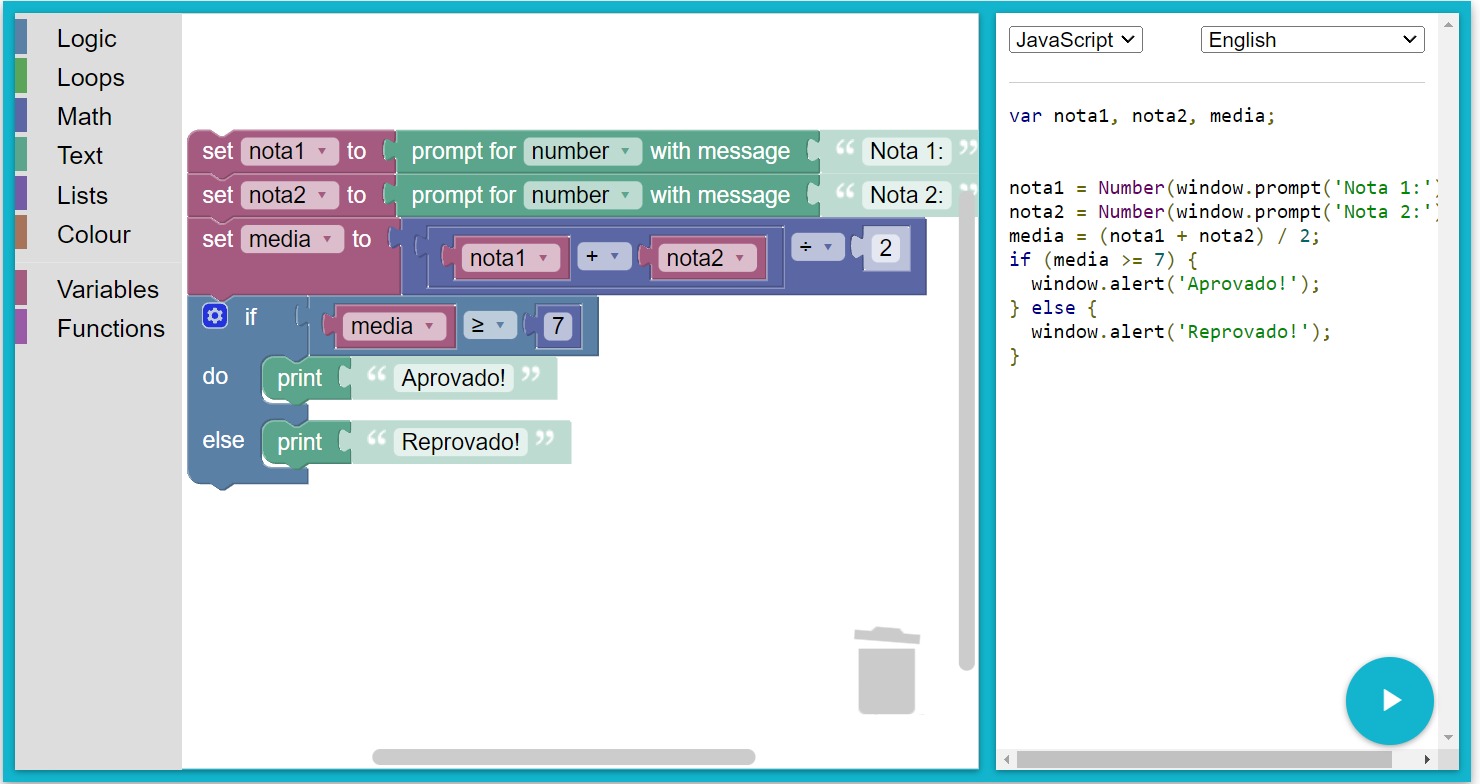 Logic
Loops
Math
Text
Lists
Colour
Variables
Functions
set nota1 to prompt for number with message “ Nota 1: ”
set nota2 to prompt for number with message “ Nota 2: ”
set media to nota1 + nota2 ÷ 2
if media ≥ 7
do print “ Aprovado! ”
else print “ Reprovado! ”
JavaScript English
var nota1, nota2, media;
nota1 = Number(window.prompt('Nota 1:')
nota2 = Number(window.prompt('Nota 2:')
media = (nota1 + nota2) / 2;
if (media >= 7) {
window.alert('Aprovado!');
} else {
window.alert('Reprovado!');
}